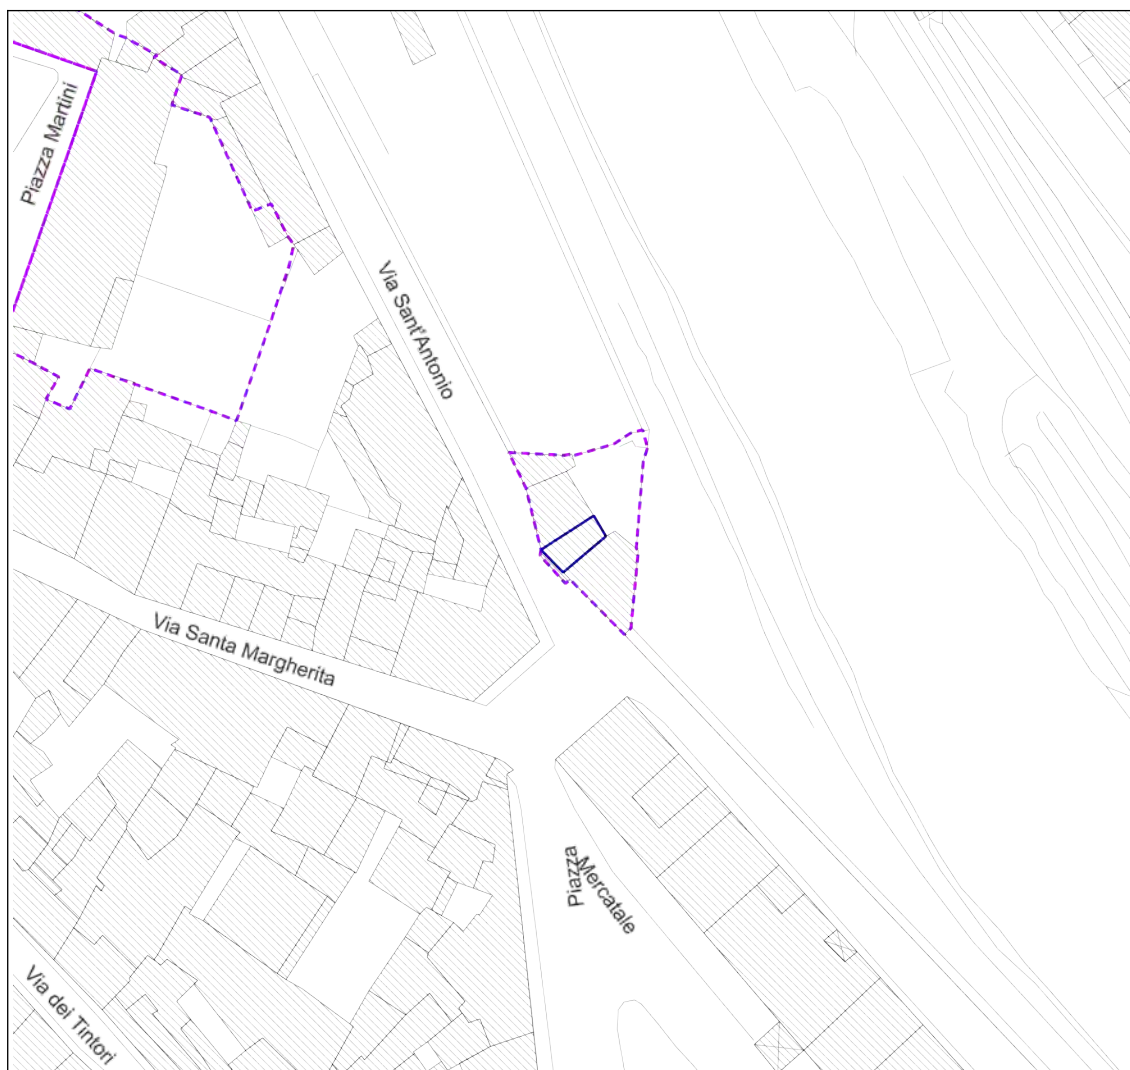 Piazza Martini
Via Sant'Antonio
Via Santa Margherita
Piazza
Mercatale
Via dei Tintori